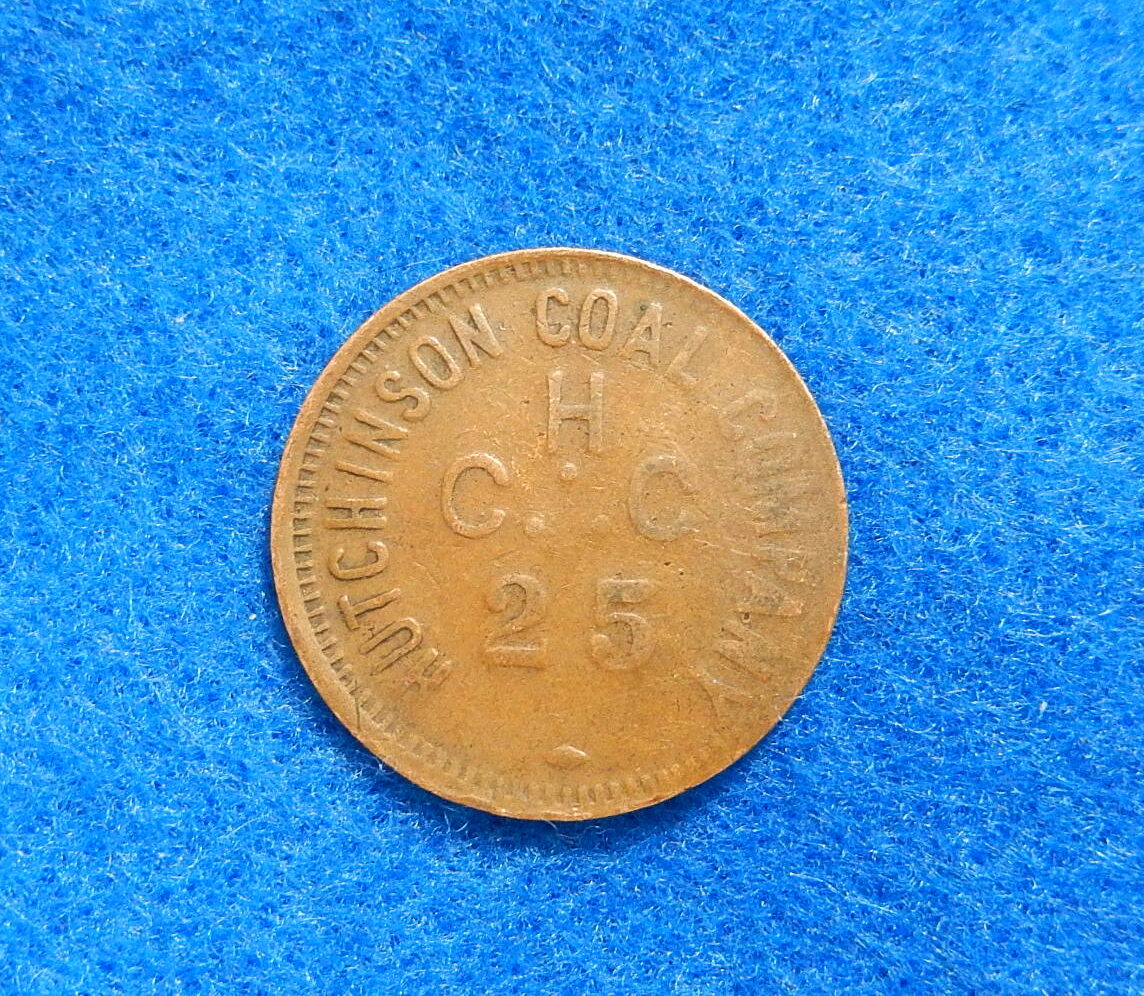 HUTCHINSON COAL COMPANY
H
C. .C
25